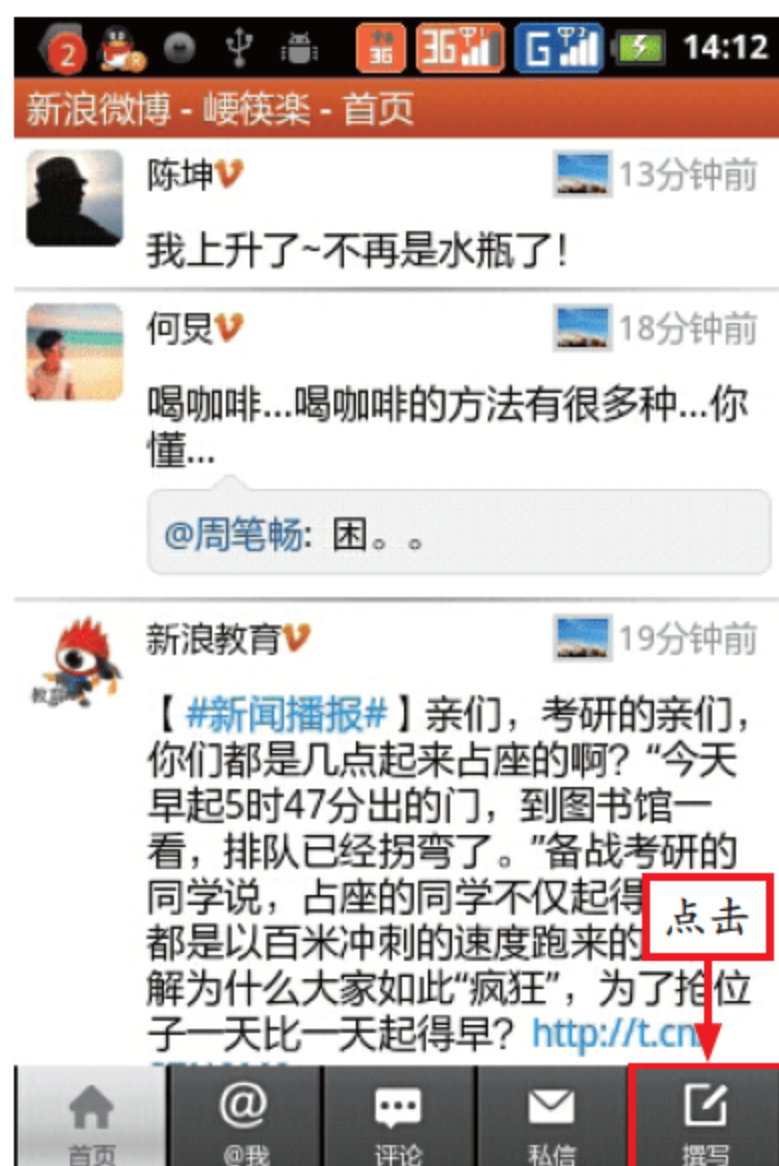 2
14:12
新浪微博 - 崾筷楽 - 首页
陈坤 13分钟前
我上升了~不再是水瓶了！
何炅 18分钟前
喝咖啡...喝咖啡的方法有很多种...你
懂...
@周笔畅: 困。。
新浪教育 19分钟前
【 #新闻播报# 】亲们，考研的亲们，
你们都是几点起来占座的啊？“今天
早起5时47分出的门，到图书馆一
看，排队已经拐弯了。”备战考研的
同学说，占座的同学不仅起得
都是以百米冲刺的速度跑来的
解为什么大家如此“疯狂”，为了抢位
子一天比一天起得早？http://t.cn
点击
首页 @我 评论 私信 撰写